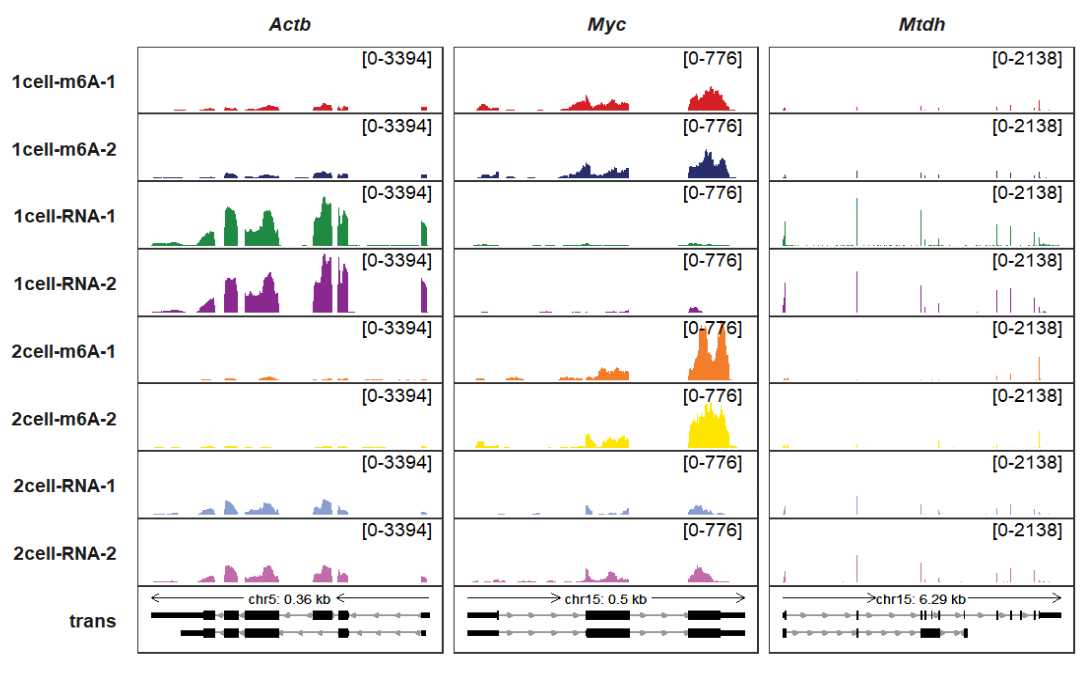 Actb Myc Mtdh
1cell-m6A-1 [0-3394] [0-776] [0-2138]
1cell-m6A-2 [0-3394] [0-776] [0-2138]
1cell-RNA-1 [0-3394] [0-776] [0-2138]
1cell-RNA-2 [0-3394] [0-776] [0-2138]
2cell-m6A-1 [0-3394] [0-776] [0-2138]
2cell-m6A-2 [0-3394] [0-776] [0-2138]
2cell-RNA-1 [0-3394] [0-776] [0-2138]
2cell-RNA-2 [0-3394] [0-776] [0-2138]
chr5: 0.36 kb chr15: 0.5 kb chr15: 6.29 kb
trans